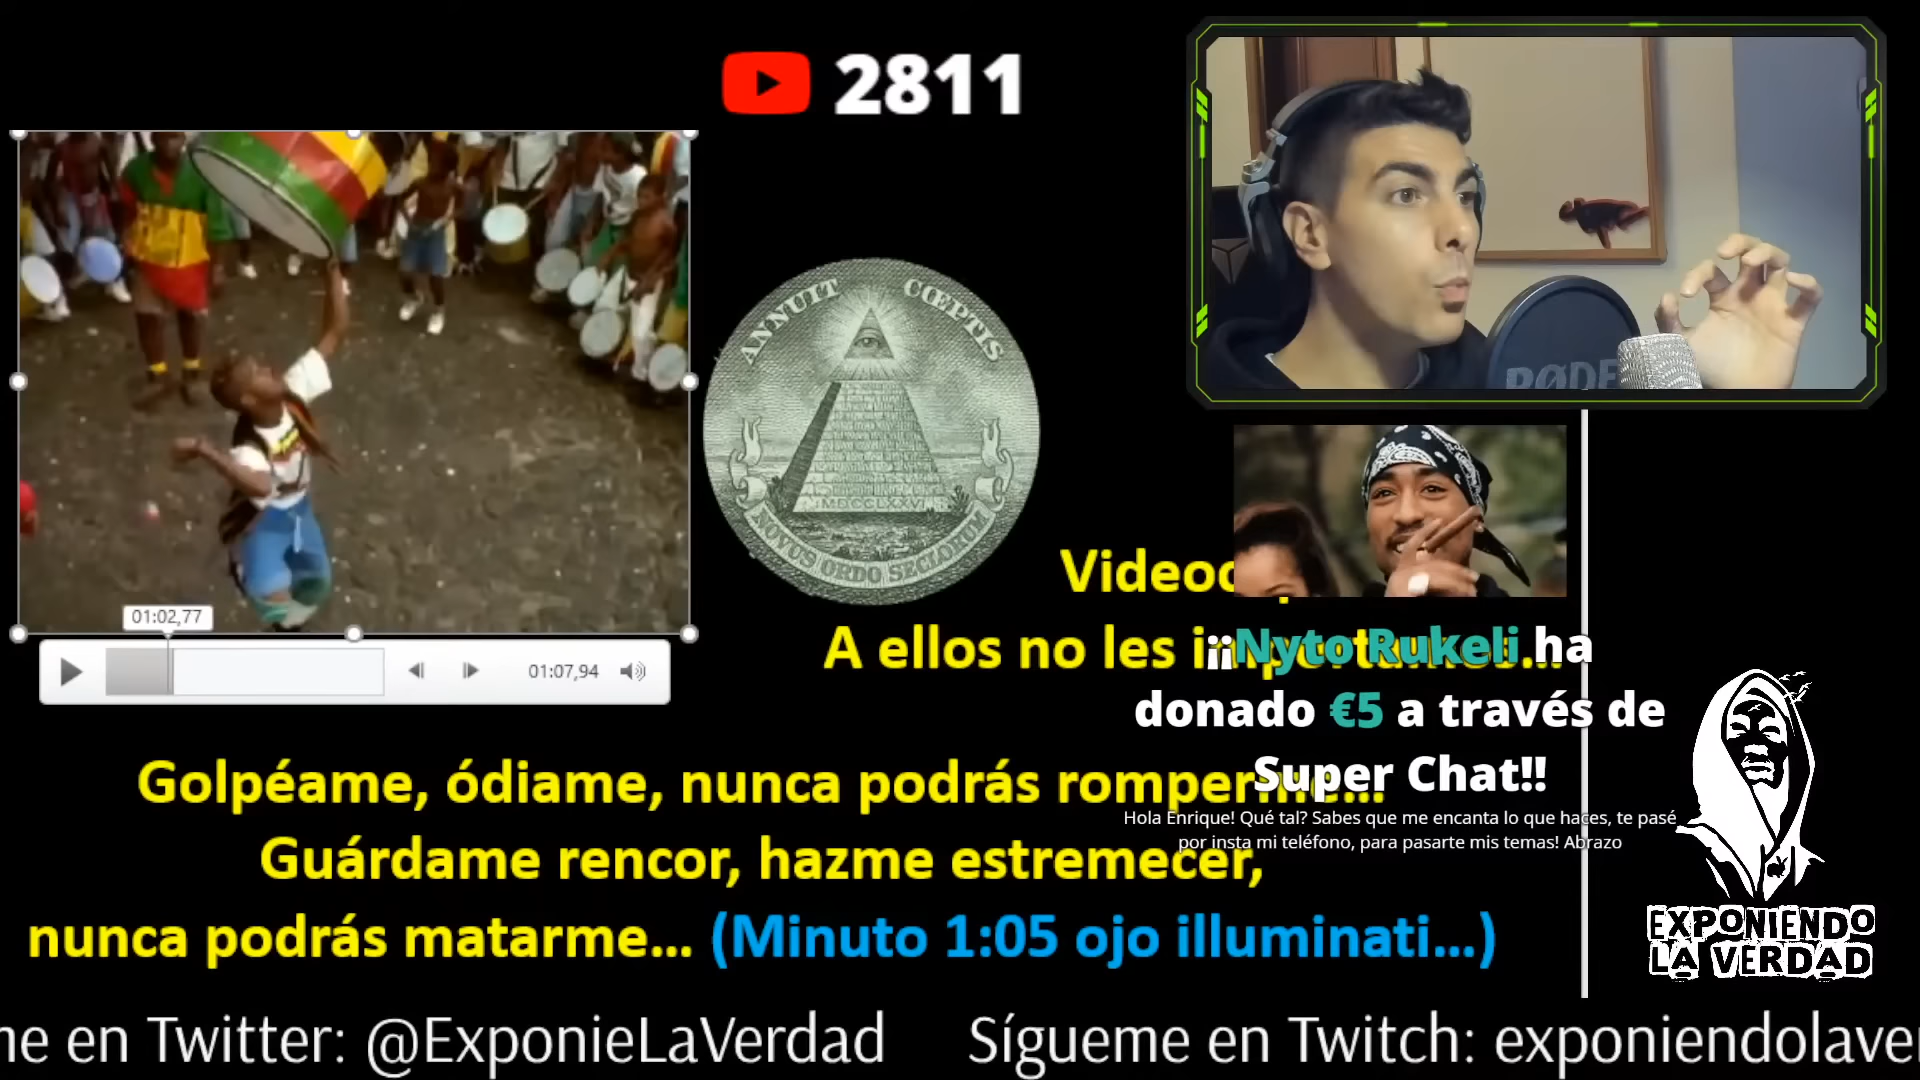 2811
ANNUIT CŒPTIS
MDCCLXXVI
NOVUS ORDO SECLORUM
RØDE
01:02,77
01:07,94
A ellos no les
¡¡NytoRukeli ha
donado €5 a través de
Super Chat!!
Hola Enrique! Qué tal? Sabes que me encanta lo que haces, te pasé
por insta mi teléfono, para pasarte mis temas! Abrazo
Golpéame, ódiame, nunca podrás romperme...
Guárdame rencor, hazme estremecer,
nunca podrás matarme... (Minuto 1:05 ojo illuminati...)
EXPONIENDO
LA VERDAD
me en Twitter: @ExponieLaVerdad Sígueme en Twitch: exponiendolaver